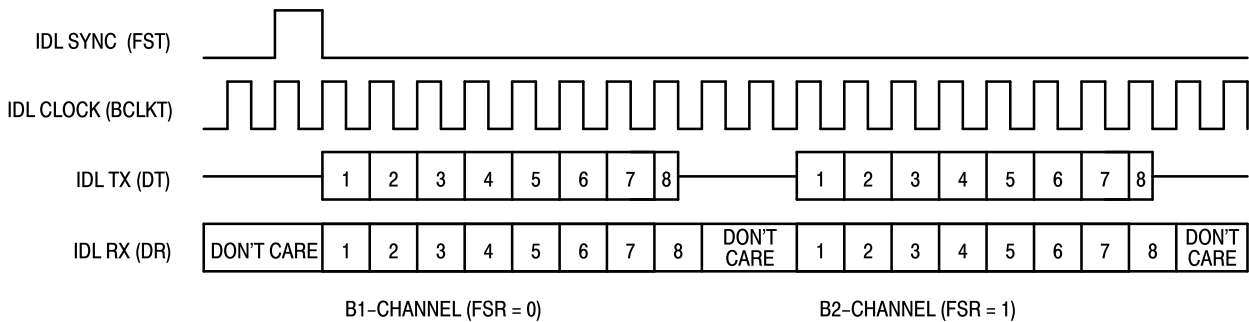 IDL SYNC (FST)
IDL CLOCK (BCLKT)
IDL TX (DT) 1 2 3 4 5 6 7 8 1 2 3 4 5 6 7 8
IDL RX (DR) DON'T CARE 1 2 3 4 5 6 7 8 DON'T CARE 1 2 3 4 5 6 7 8 DON'T CARE
B1–CHANNEL (FSR = 0) B2–CHANNEL (FSR = 1)